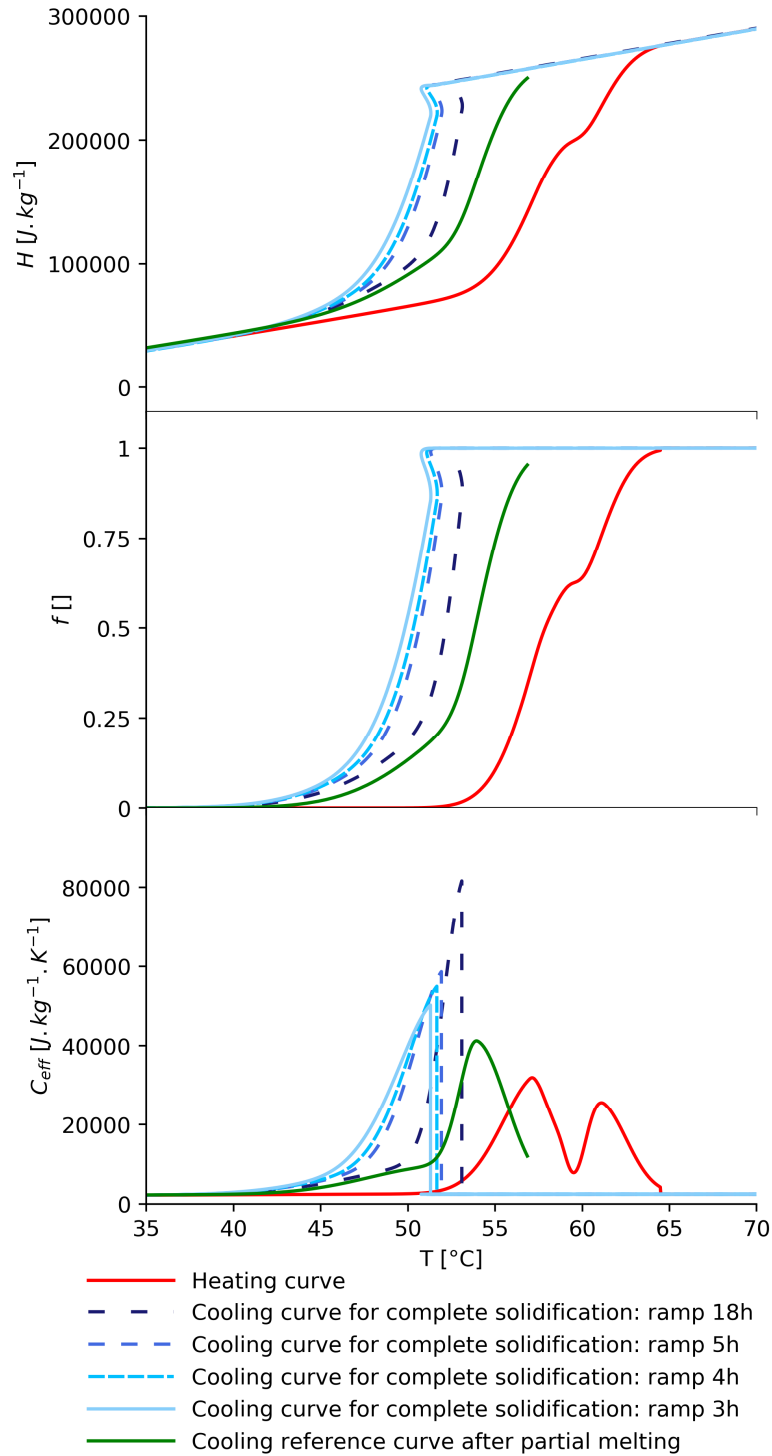 300000
200000
100000
0
H [J.kg⁻¹]
1
0.75
0.5
0.25
0
f []
80000
60000
40000
20000
0
C_eff [J.kg⁻¹.K⁻¹]
35 40 45 50 55 60 65 70
T [°C]
Heating curve
Cooling curve for complete solidification: ramp 18h
Cooling curve for complete solidification: ramp 5h
Cooling curve for complete solidification: ramp 4h
Cooling curve for complete solidification: ramp 3h
Cooling reference curve after partial melting